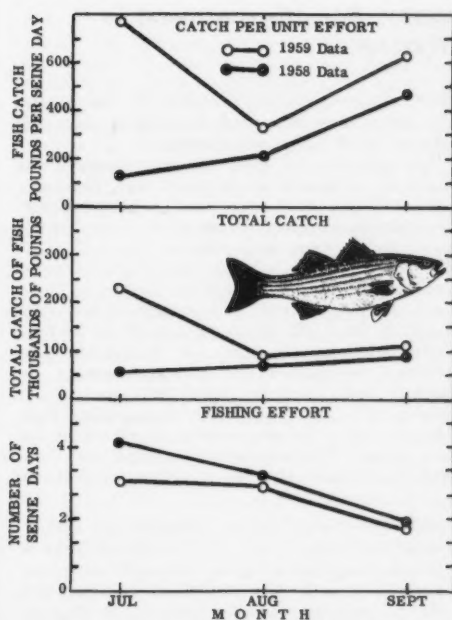 CATCH PER UNIT EFFORT
1959 Data
1958 Data
FISH CATCH
POUNDS PER SEINE DAY
600
400
200
0
TOTAL CATCH
TOTAL CATCH OF FISH
THOUSANDS OF POUNDS
300
200
100
0
FISHING EFFORT
NUMBER OF
SEINE DAYS
4
2
0
JUL AUG SEPT
MONTH